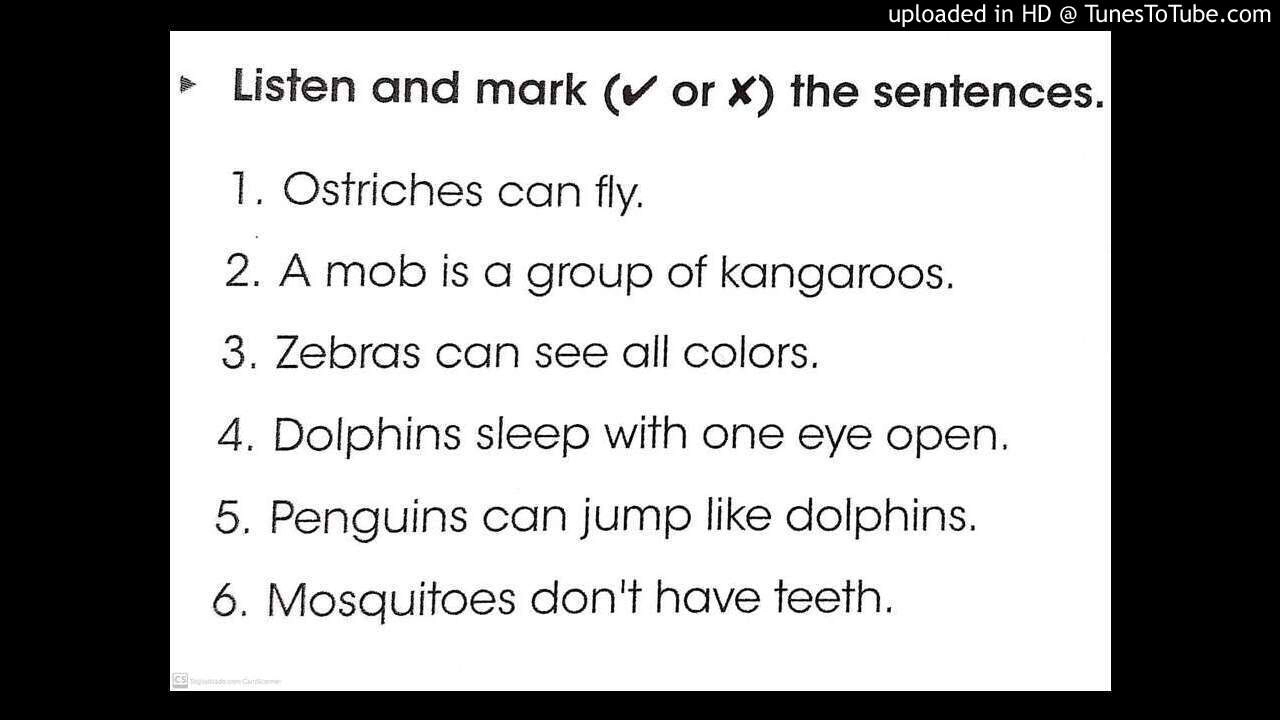 uploaded in HD @ TunesToTube.com
Listen and mark (✔ or ✘) the sentences.
1. Ostriches can fly.
2. A mob is a group of kangaroos.
3. Zebras can see all colors.
4. Dolphins sleep with one eye open.
5. Penguins can jump like dolphins.
6. Mosquitoes don't have teeth.
CS